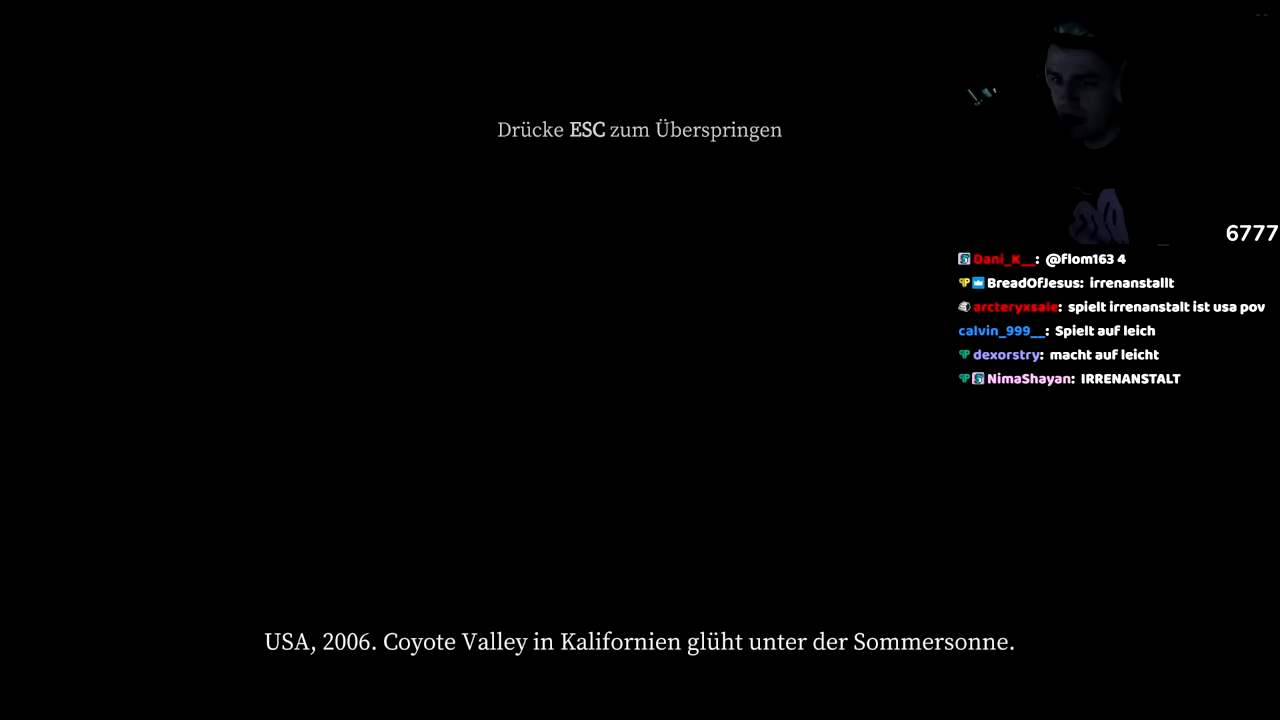 Drücke ESC zum Überspringen
6777
Dani_K__: @flom163 4
BreadOfJesus: irrenanstallt
arcteryxsale: spielt irrenanstalt ist usa pov
calvin_999__: Spielt auf leich
dexorstry: macht auf leicht
NimaShayan: IRRENANSTALT
USA, 2006. Coyote Valley in Kalifornien glüht unter der Sommersonne.